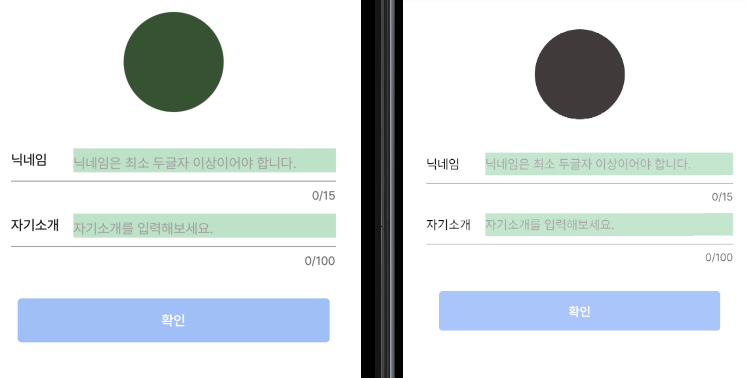 닉네임 닉네임은 최소 두글자 이상이어야 합니다.
0/15
자기소개 자기소개를 입력해보세요.
0/100
확인
닉네임 닉네임은 최소 두글자 이상이어야 합니다.
0/15
자기소개 자기소개를 입력해보세요.
0/100
확인